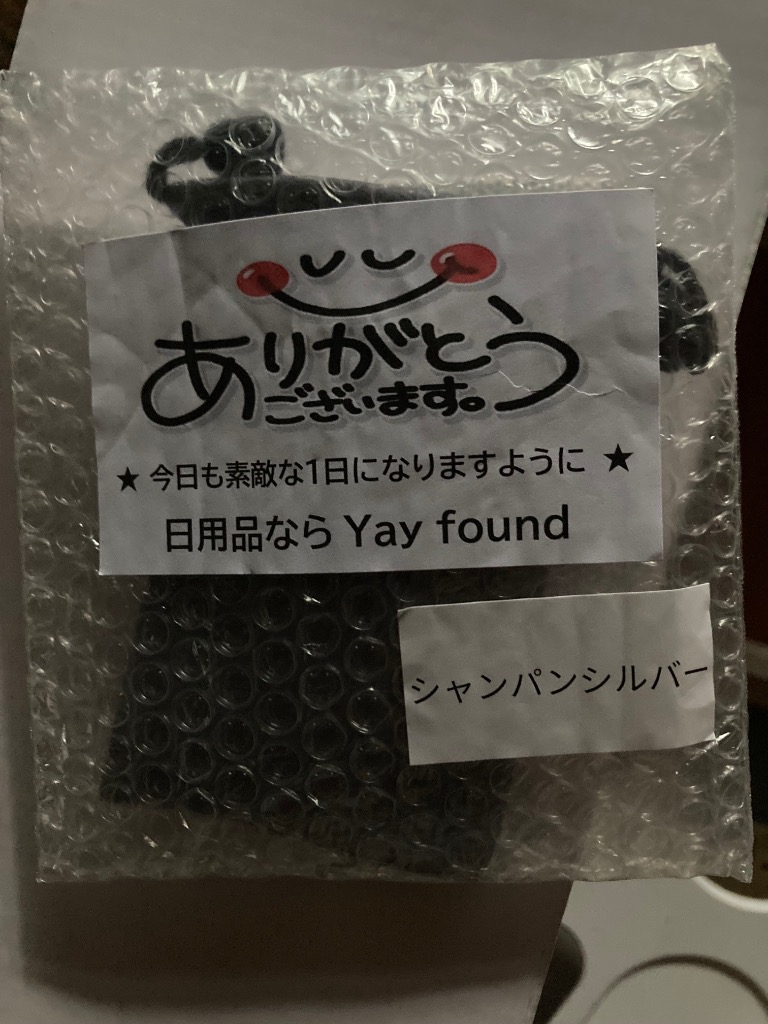 ありがとう
ございます。
★ 今日も素敵な1日になりますように ★
日用品なら Yay found
シャンパンシルバー